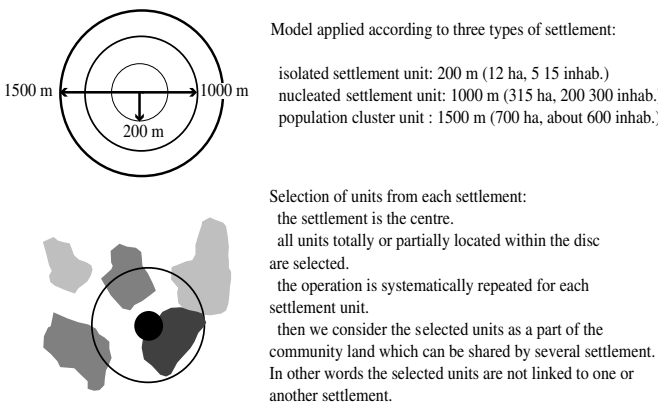 Model applied according to three types of settlement:
isolated settlement unit: 200 m (12 ha, 5 15 inhab.)
nucleated settlement unit: 1000 m (315 ha, 200 300 inhab.)
population cluster unit : 1500 m (700 ha, about 600 inhab.)
1500 m
1000 m
200 m
Selection of units from each settlement:
the settlement is the centre.
all units totally or partially located within the disc
are selected.
the operation is systematically repeated for each
settlement unit.
then we consider the selected units as a part of the
community land which can be shared by several settlement.
In other words the selected units are not linked to one or
another settlement.